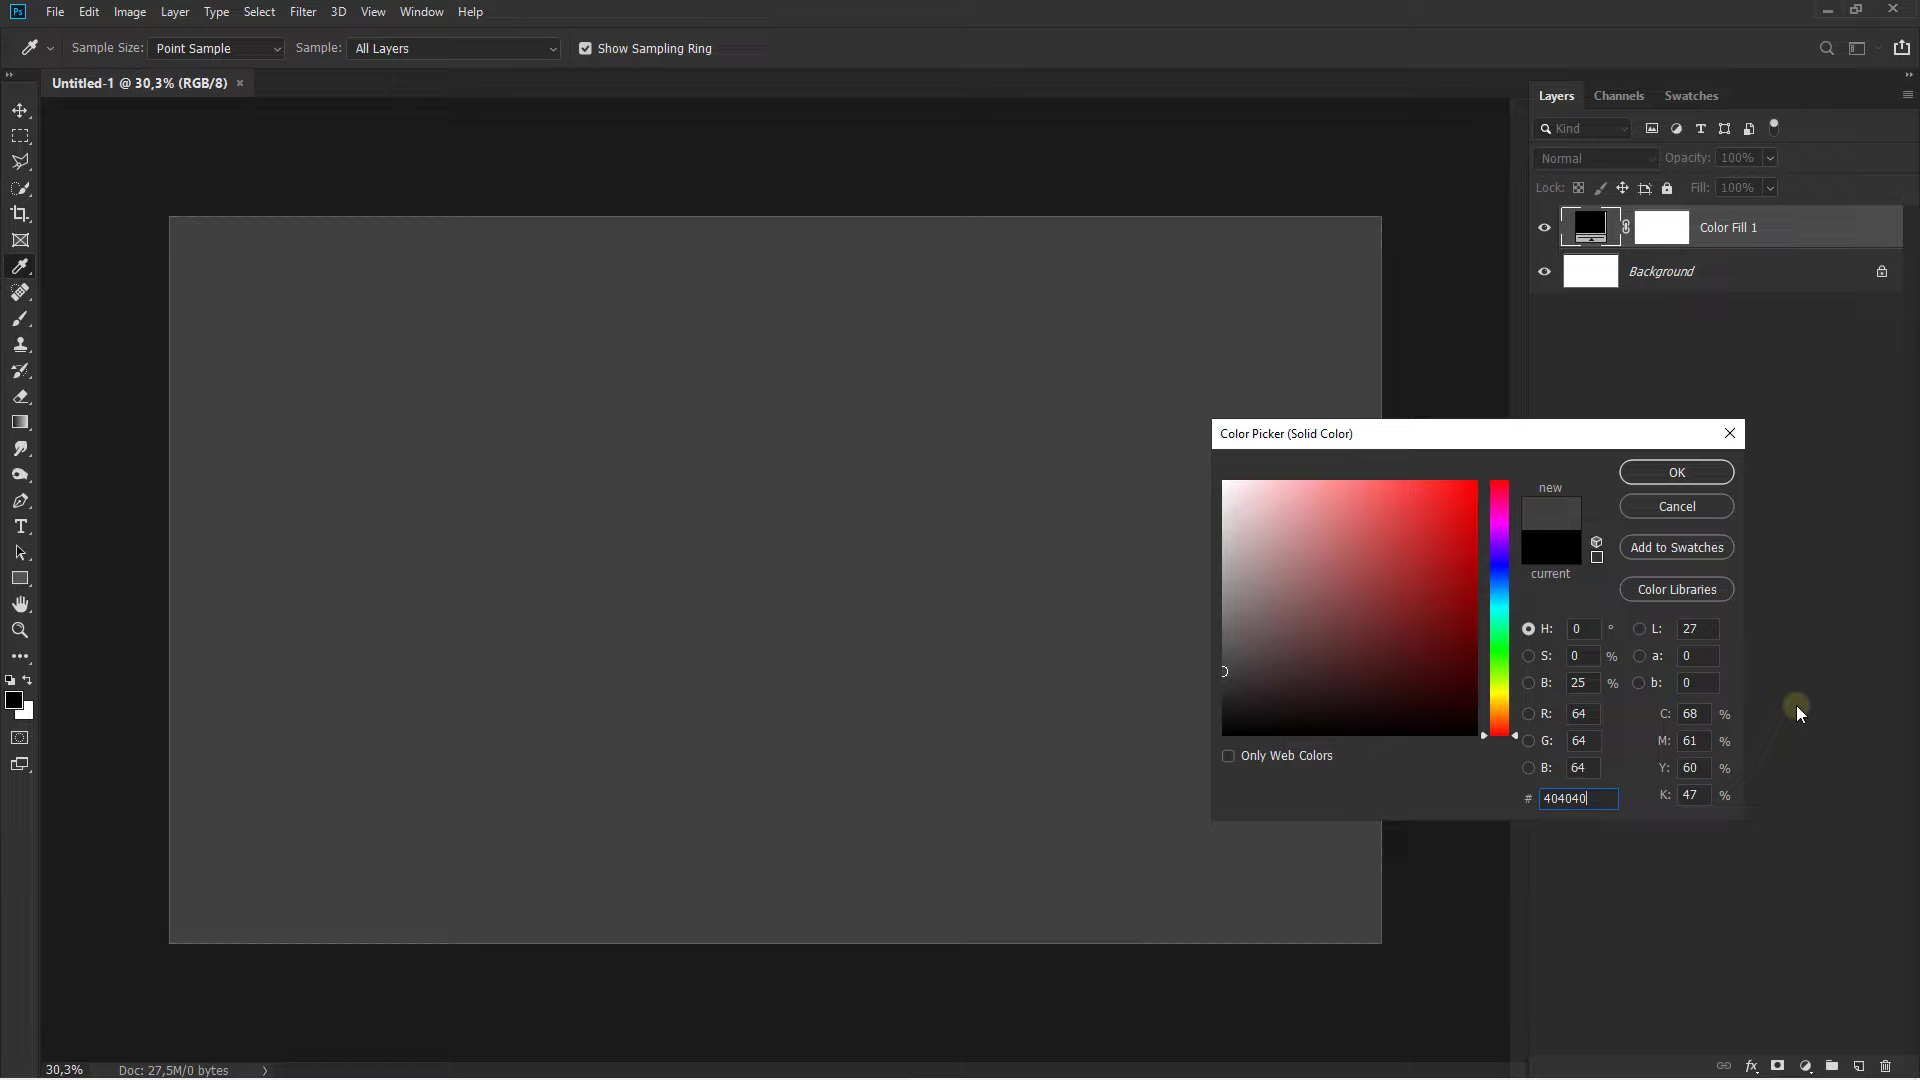 Ps File Edit Image Layer Type Select Filter 3D View Window Help
Sample Size: Point Sample Sample: All Layers Show Sampling Ring
Untitled-1 @ 30,3% (RGB/8) ×
Layers Channels Swatches
Kind
Normal Opacity: 100%
Lock: Fill: 100%
Color Fill 1
Background
Color Picker (Solid Color)
new
current
OK
Cancel
Add to Swatches
Color Libraries
H: 0 ° L: 27
S: 0 % a: 0
B: 25 % b: 0
R: 64 C: 68 %
G: 64 M: 61 %
B: 64 Y: 60 %
# 404040 K: 47 %
Only Web Colors
30,3% Doc: 27,5M/0 bytes
fx